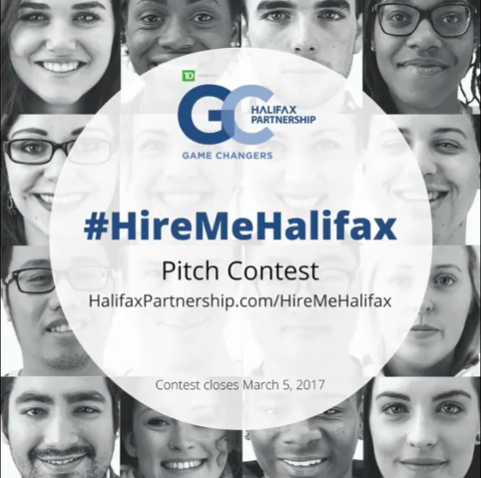 TD
GC
HALIFAX
PARTNERSHIP
GAME CHANGERS
#HireMeHalifax
Pitch Contest
HalifaxPartnership.com/HireMeHalifax
Contest closes March 5, 2017